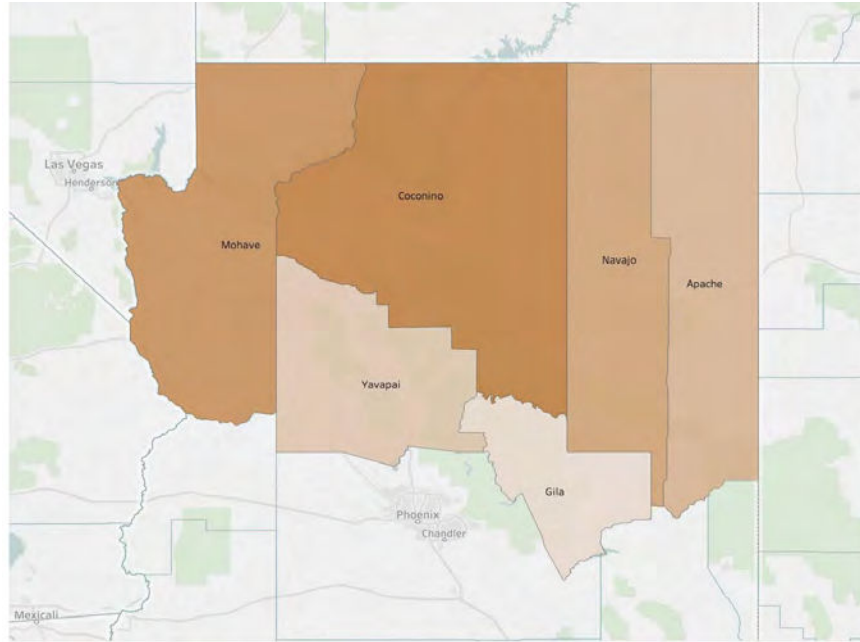 Las Vegas
Henderson
Coconino
Mohave
Navajo
Apache
Yavapai
Gila
Phoenix
Chandler
Mexicali